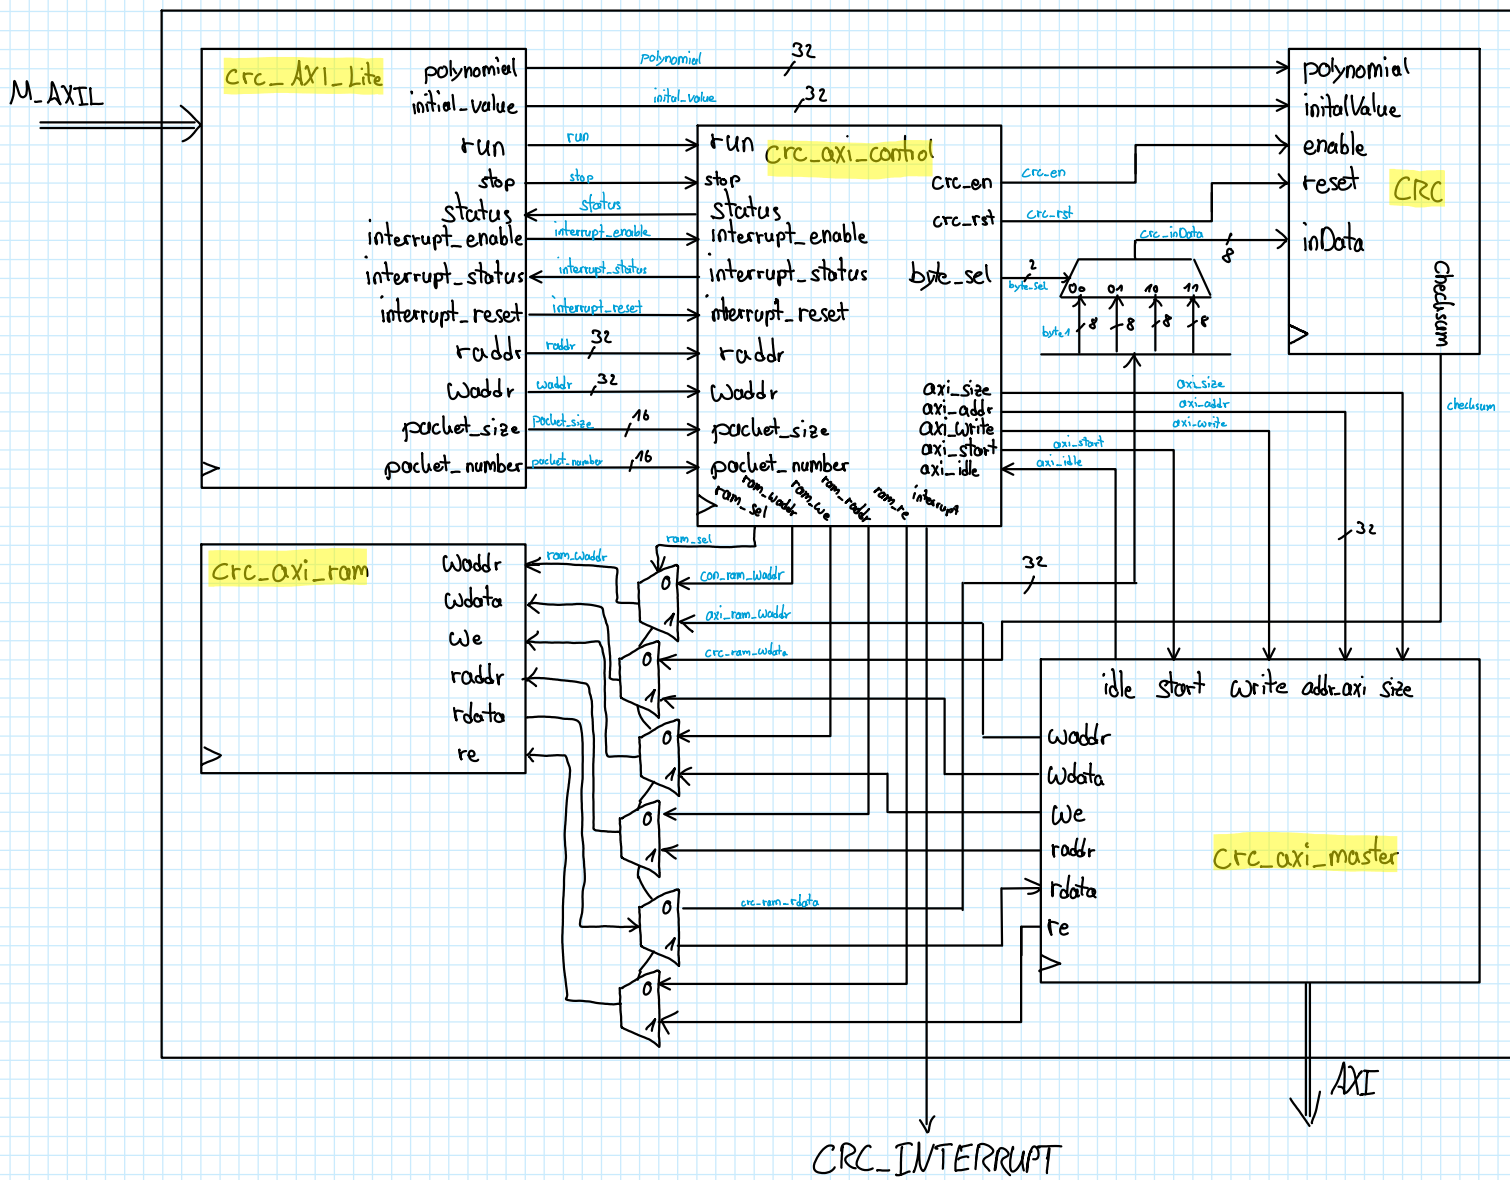 M_AXIL
crc_AXI_Lite
polynomial
initial_value
run
stop
status
interrupt_enable
interrupt_status
interrupt_reset
raddr
waddr
packet_size
packet_number
polynomial
32
inital_value
32
run
stop
status
interrupt_enable
interrupt_status
interrupt_reset
raddr
32
waddr
32
packet_size
16
packet_number
16
crc_axi_control
run
stop
status
interrupt_enable
interrupt_status
interrupt_reset
raddr
waddr
packet_size
packet_number
crc_en
crc_rst
byte_sel
axi_size
axi_addr
axi_write
axi_start
axi_idle
ram_sel
ram_waddr
ram_we
ram_raddr
ram_re
interrupt
crc_en
crc_rst
crc_inData
8
2
byte_sel
00
01
10
11
byte1
8
8
8
8
axi_size
axi_addr
axi_write
axi_start
axi_idle
32
32
CRC
polynomial
initalValue
enable
reset
inData
Checksum
checksum
crc_axi_ram
waddr
wdata
we
raddr
rdata
re
ram_waddr
ram_sel
0
1
0
1
0
1
0
1
0
1
0
1
con_ram_waddr
axi_ram_waddr
crc_ram_wdata
crc_ram_rdata
idle
start
write
addr_axi
size
waddr
wdata
we
raddr
rdata
re
crc_axi_master
AXI
CRC_INTERRUPT